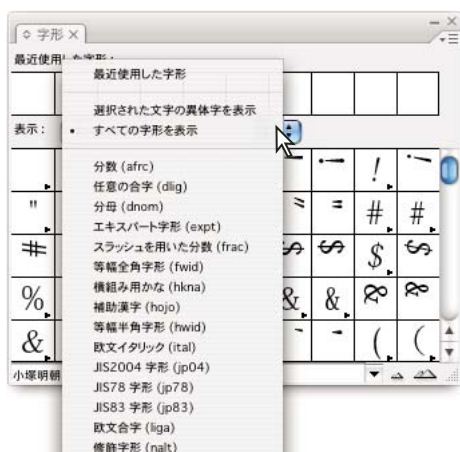 字形
最近使用した字形:
最近使用した字形
選択された文字の異体字を表示
表示: すべての字形を表示
分数 (afrc)
任意の合字 (dlig)
分母 (dnom)
エキスパート字形 (expt)
スラッシュを用いた分数 (frac)
等幅全角字形 (fwid)
横組み用かな (hkna)
補助漢字 (hojo)
等幅半角字形 (hwid)
欧文イタリック (ital)
JIS2004 字形 (jp04)
JIS78 字形 (jp78)
JIS83 字形 (jp83)
欧文合字 (liga)
修飾字形 (nalt)
! 
" # #
# $ $ $ $
% & & & &
& ( (
小塚明朝